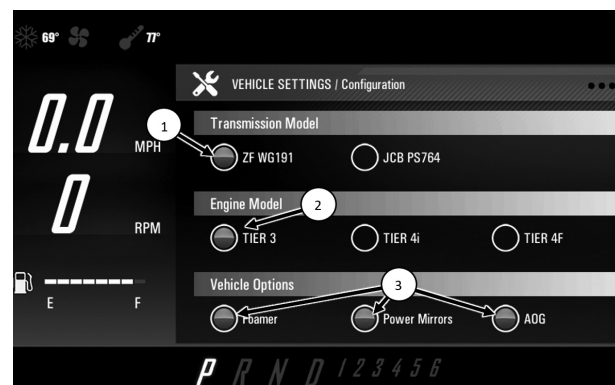 69° 77°
VEHICLE SETTINGS / Configuration
Transmission Model
1
0.0 MPH
ZF WG191 JCB PS764
Engine Model 2
0 RPM
TIER 3 TIER 4i TIER 4F
Vehicle Options 3
E F
Foamer Power Mirrors AOG
P R N D 1 2 3 4 5 6